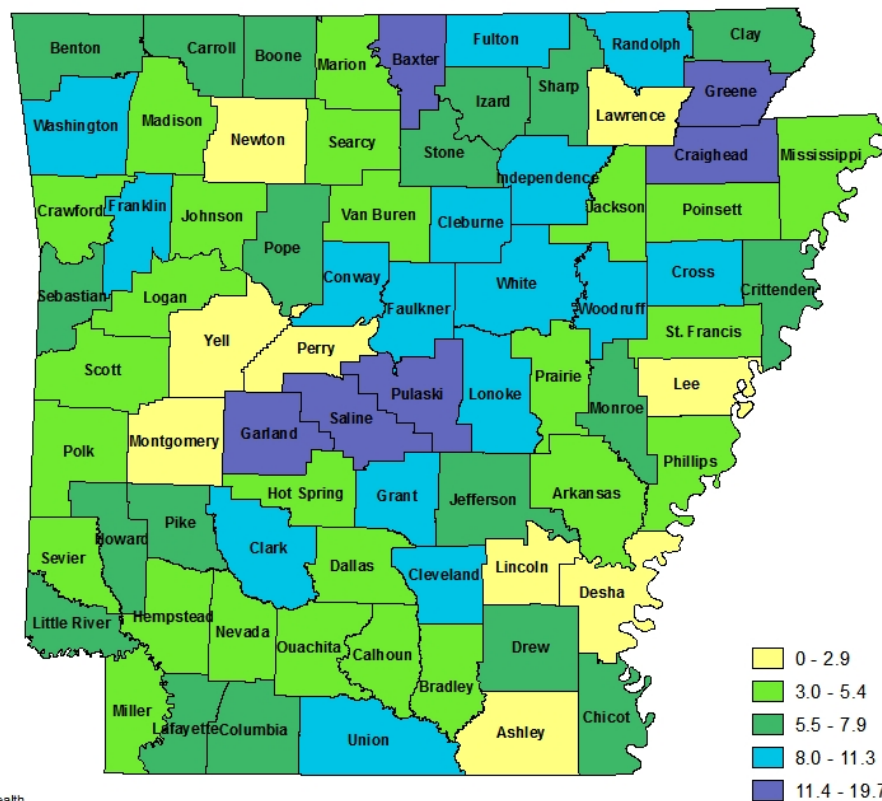 Benton
Carroll
Boone
Marion
Baxter
Fulton
Randolph
Clay
Izard
Sharp
Lawrence
Greene
Washington
Madison
Newton
Searcy
Stone
Independence
Craighead
Mississippi
Crawford
Franklin
Johnson
Van Buren
Cleburne
Jackson
Poinsett
Pope
Sebastian
Logan
Conway
Faulkner
White
Woodruff
Cross
Crittenden
Yell
Perry
St. Francis
Scott
Pulaski
Lonoke
Prairie
Monroe
Lee
Montgomery
Garland
Saline
Polk
Phillips
Hot Spring
Grant
Jefferson
Arkansas
Howard
Pike
Clark
Sevier
Dallas
Cleveland
Lincoln
Desha
Little River
Hempstead
Nevada
Ouachita
Calhoun
Drew
Bradley
Miller
Lafayette
Columbia
Union
Ashley
Chicot
0 - 2.9
3.0 - 5.4
5.5 - 7.9
8.0 - 11.3
11.4 - 19.7